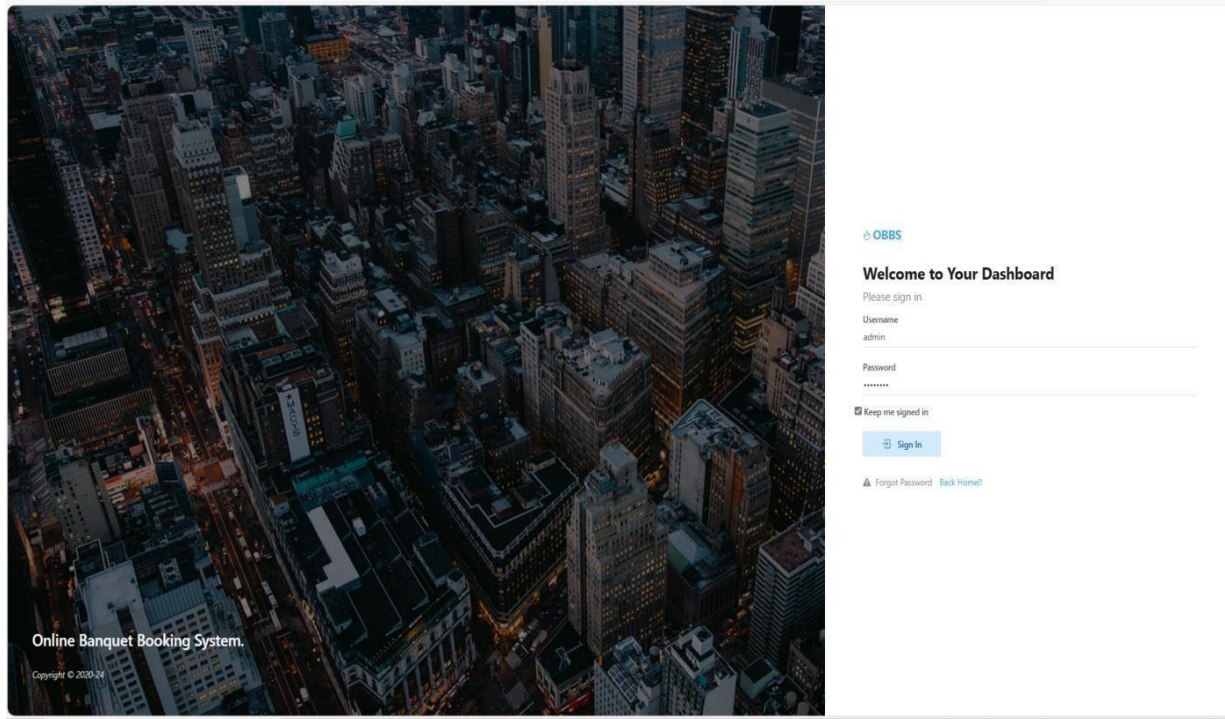 OBBS
Welcome to Your Dashboard
Please sign in
Username
admin
Password
••••••••
Keep me signed in
Sign In
Forgot Password Back Home!!
MACYS
Online Banquet Booking System.
Copyright © 2020-24